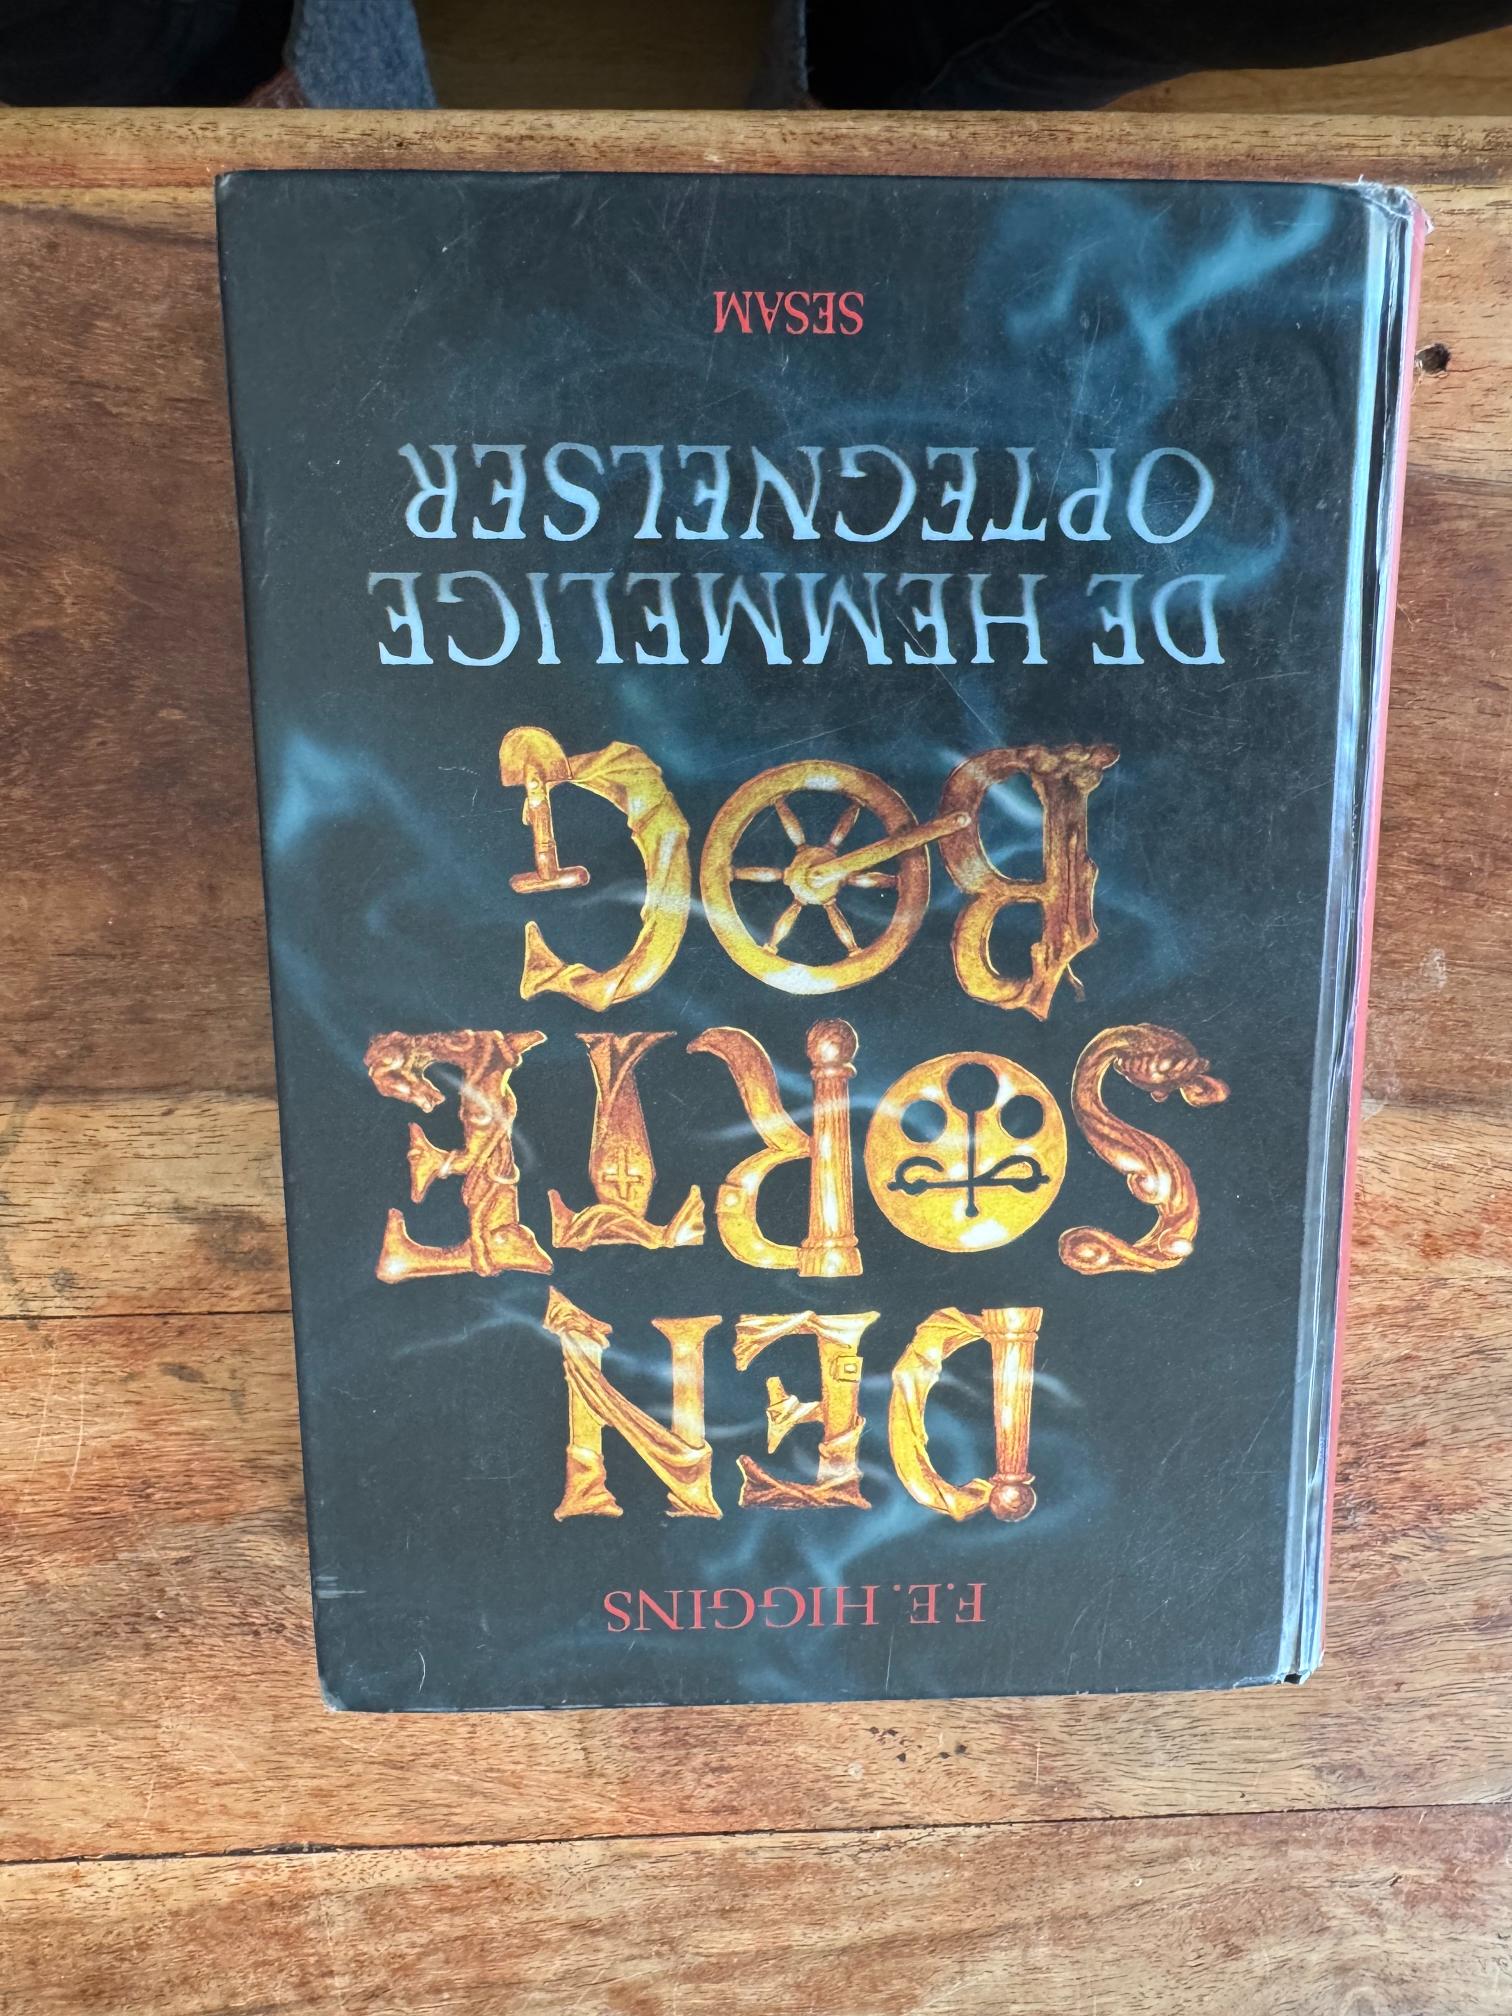 F.E. HIGGINS
DEN
SORTE
BOG
DE HEMMELIGE
OPTEGNELSER
SESAM